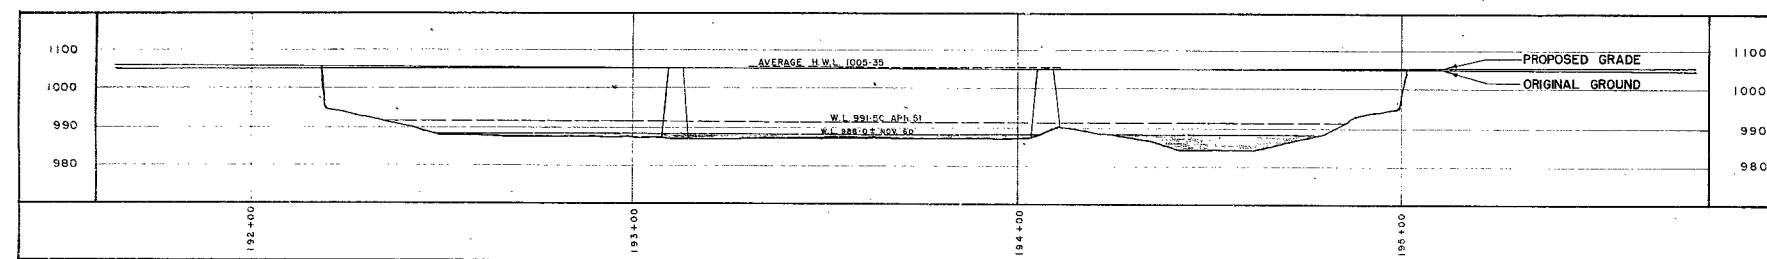 1100
1000
990
980
AVERAGE H.W.L. 1005·35
W.L. 991·50 APR. 51
W.L. 988·0 ± NOV. 50
PROPOSED GRADE
ORIGINAL GROUND
1100
1000
990
980
192+00
193+00
194+00
195+00